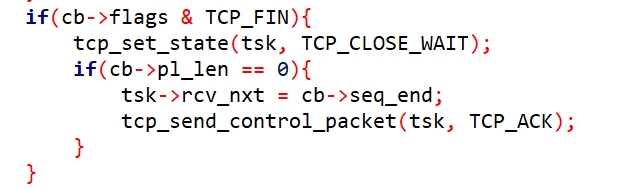 if(cb->flags & TCP_FIN){
tcp_set_state(tsk, TCP_CLOSE_WAIT);
if(cb->pl_len == 0){
tsk->rcv_nxt = cb->seq_end;
tcp_send_control_packet(tsk, TCP_ACK);
}
}